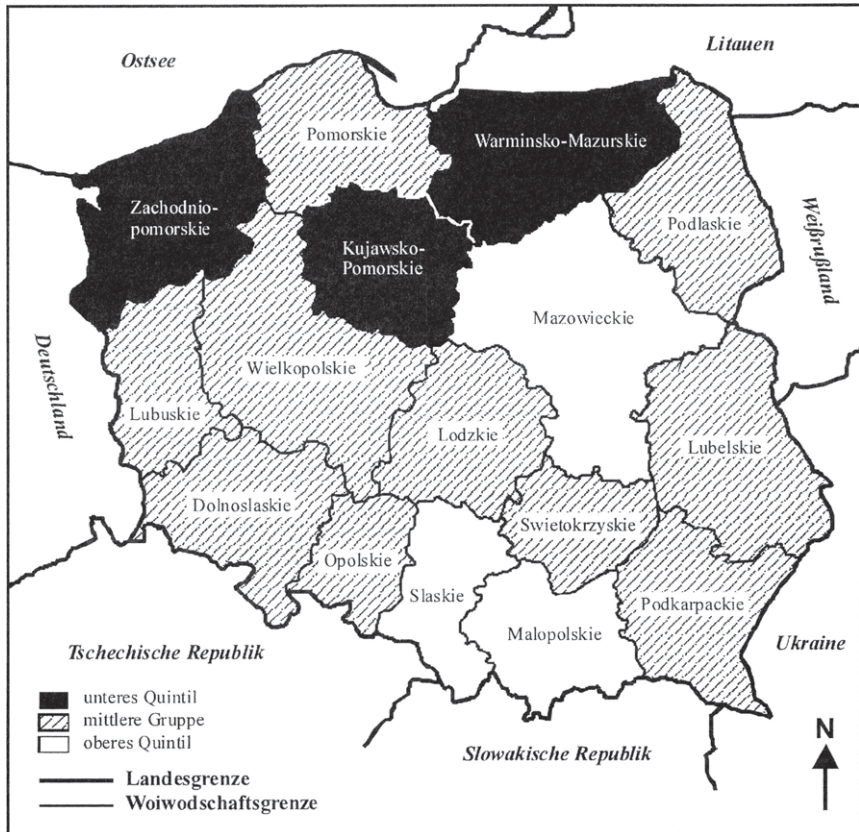 Ostsee
Litauen
Pomorskie
Warminsko-Mazurskie
Zachodnio-
pomorskie
Kujawsko-
Pomorskie
Podlaskie
Weißrußland
Mazowieckie
Deutschland
Wielkopolskie
Lubuskie
Lodzkie
Lubelskie
Dolnoslaskie
Swietokrzyskie
Opolskie
Slaskie
Podkarpackie
Malopolskie
Tschechische Republik
Ukraine
unteres Quintil
mittlere Gruppe
oberes Quintil
Slowakische Republik
N
Landesgrenze
Woiwodschaftsgrenze